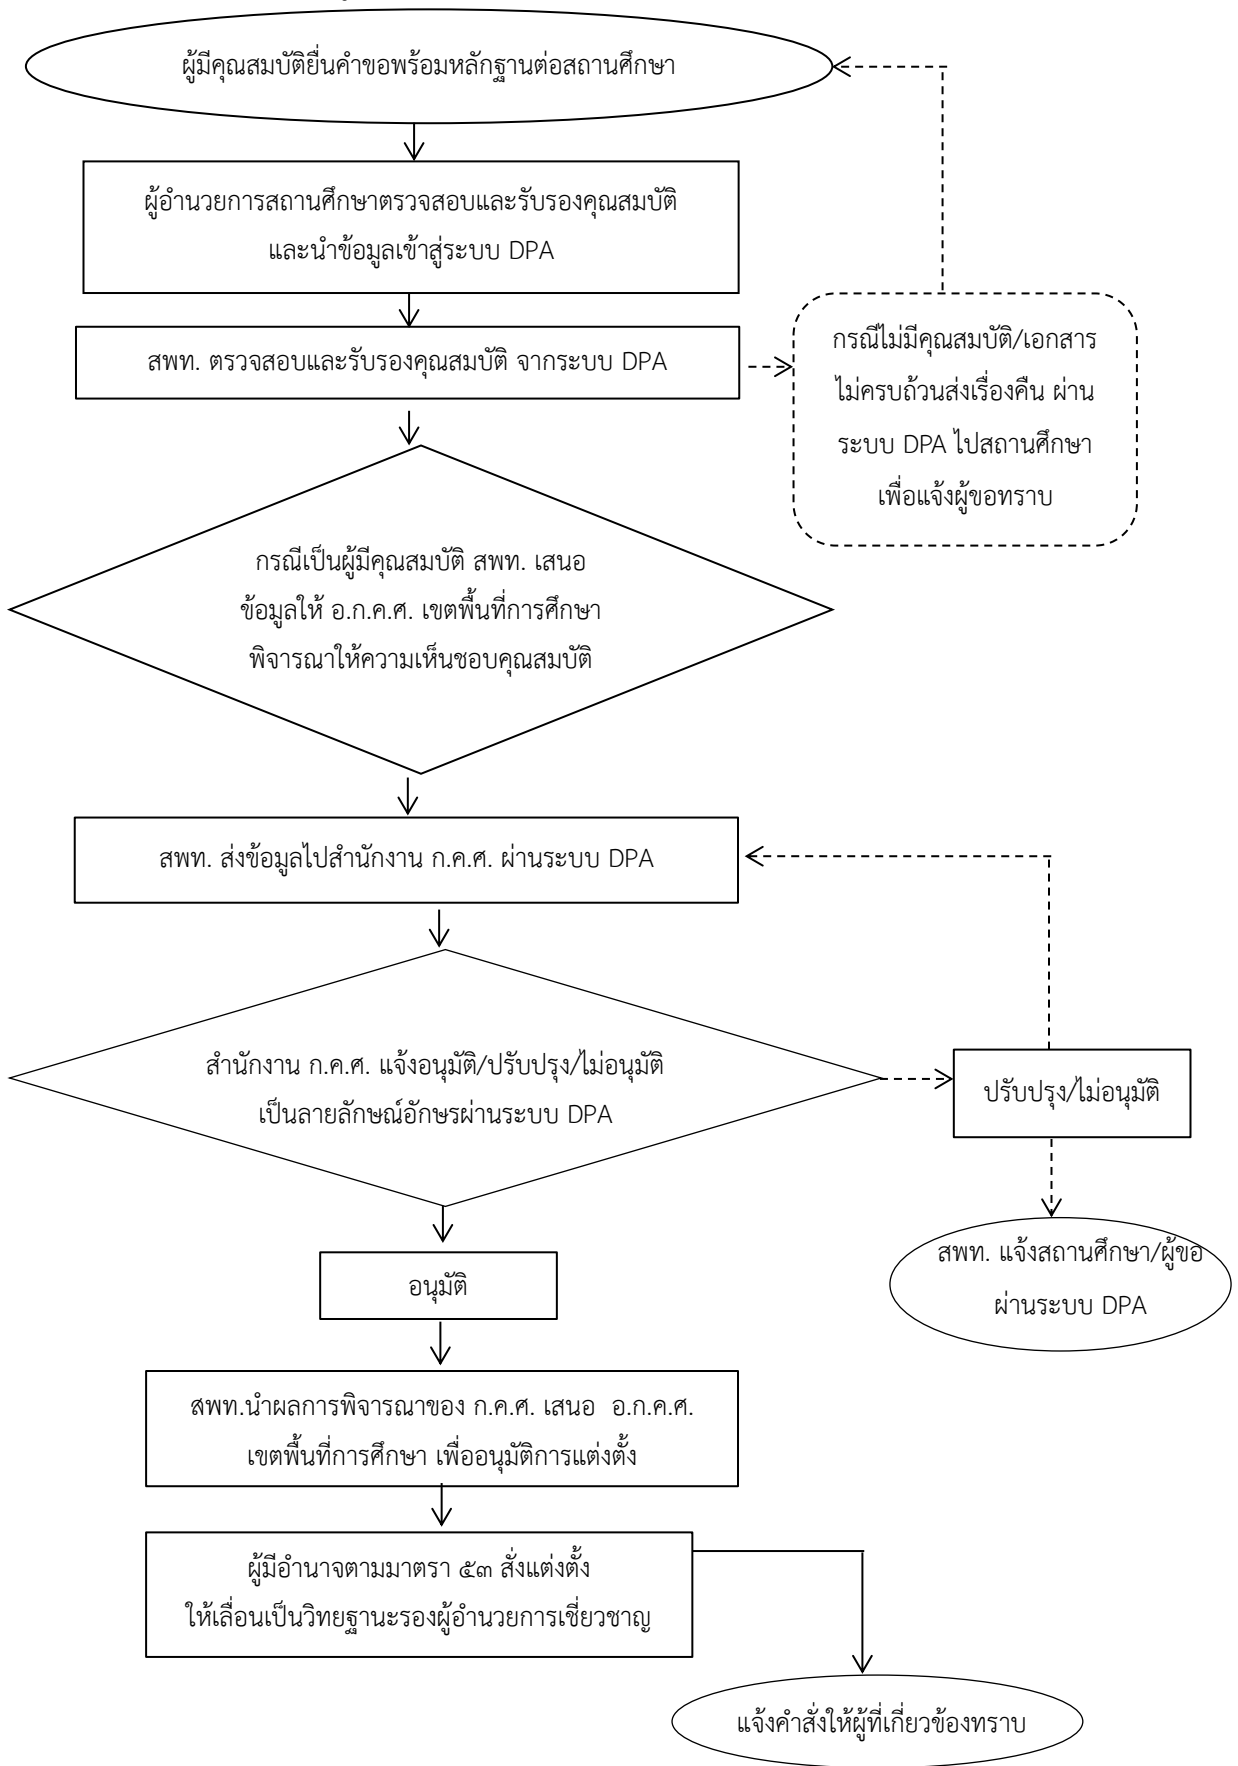 ผู้มีคุณสมบัติยื่นคำขอพร้อมหลักฐานต่อสถานศึกษา
ผู้อำนวยการสถานศึกษาตรวจสอบและรับรองคุณสมบัติ
และนำข้อมูลเข้าสู่ระบบ DPA
สพท. ตรวจสอบและรับรองคุณสมบัติ จากระบบ DPA
กรณีไม่มีคุณสมบัติ/เอกสาร
ไม่ครบถ้วนส่งเรื่องคืน ผ่าน
ระบบ DPA ไปสถานศึกษา
เพื่อแจ้งผู้ขอทราบ
กรณีเป็นผู้มีคุณสมบัติ สพท. เสนอ
ข้อมูลให้ อ.ก.ค.ศ. เขตพื้นที่การศึกษา
พิจารณาให้ความเห็นชอบคุณสมบัติ
สพท. ส่งข้อมูลไปสำนักงาน ก.ค.ศ. ผ่านระบบ DPA
สำนักงาน ก.ค.ศ. แจ้งอนุมัติ/ปรับปรุง/ไม่อนุมัติ
เป็นลายลักษณ์อักษรผ่านระบบ DPA
ปรับปรุง/ไม่อนุมัติ
สพท. แจ้งสถานศึกษา/ผู้ขอ
ผ่านระบบ DPA
อนุมัติ
สพท.นำผลการพิจารณาของ ก.ค.ศ. เสนอ อ.ก.ค.ศ.
เขตพื้นที่การศึกษา เพื่ออนุมัติการแต่งตั้ง
ผู้มีอำนาจตามมาตรา ๕๓ สั่งแต่งตั้ง
ให้เลื่อนเป็นวิทยฐานะรองผู้อำนวยการเชี่ยวชาญ
แจ้งคำสั่งให้ผู้ที่เกี่ยวข้องทราบ